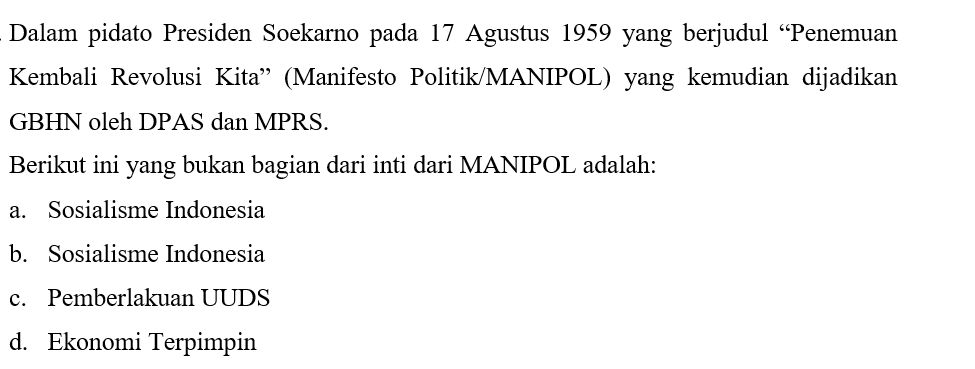 Dalam pidato Presiden Soekarno pada 17 Agustus 1959 yang berjudul “Penemuan
Kembali Revolusi Kita” (Manifesto Politik/MANIPOL) yang kemudian dijadikan
GBHN oleh DPAS dan MPRS.
Berikut ini yang bukan bagian dari inti dari MANIPOL adalah:
a. Sosialisme Indonesia
b. Sosialisme Indonesia
c. Pemberlakuan UUDS
d. Ekonomi Terpimpin